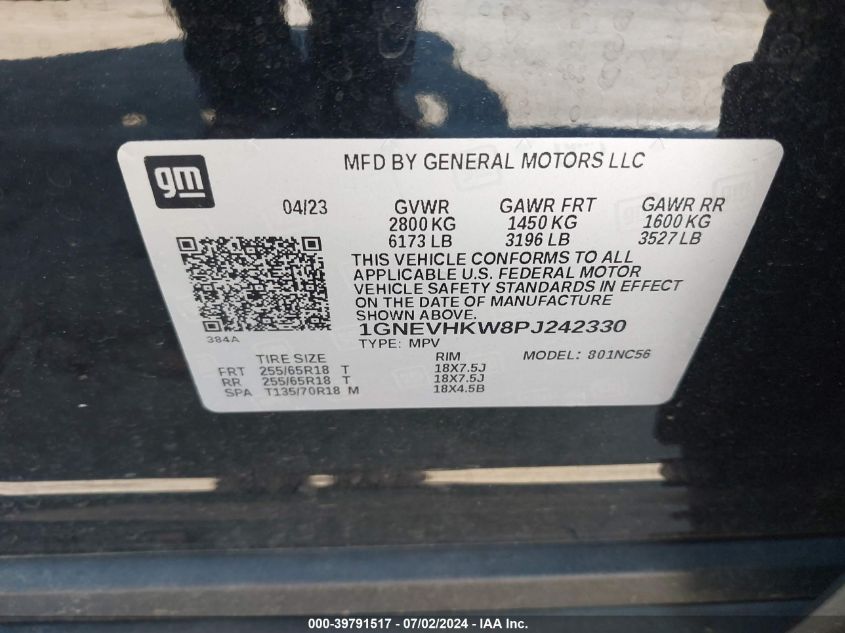 gm
MFD BY GENERAL MOTORS LLC
04/23 GVWR GAWR FRT GAWR RR
2800 KG 1450 KG 1600 KG
6173 LB 3196 LB 3527 LB
THIS VEHICLE CONFORMS TO ALL
APPLICABLE U.S. FEDERAL MOTOR
VEHICLE SAFETY STANDARDS IN EFFECT
ON THE DATE OF MANUFACTURE
SHOWN ABOVE.
384A
1GNEVHKW8PJ242330
TYPE: MPV MODEL: 801NC56
TIRE SIZE RIM
FRT 255/65R18 T 18X7.5J
RR 255/65R18 T 18X7.5J
SPA T135/70R18 M 18X4.5B
000-39791517 - 07/02/2024 - IAA Inc.